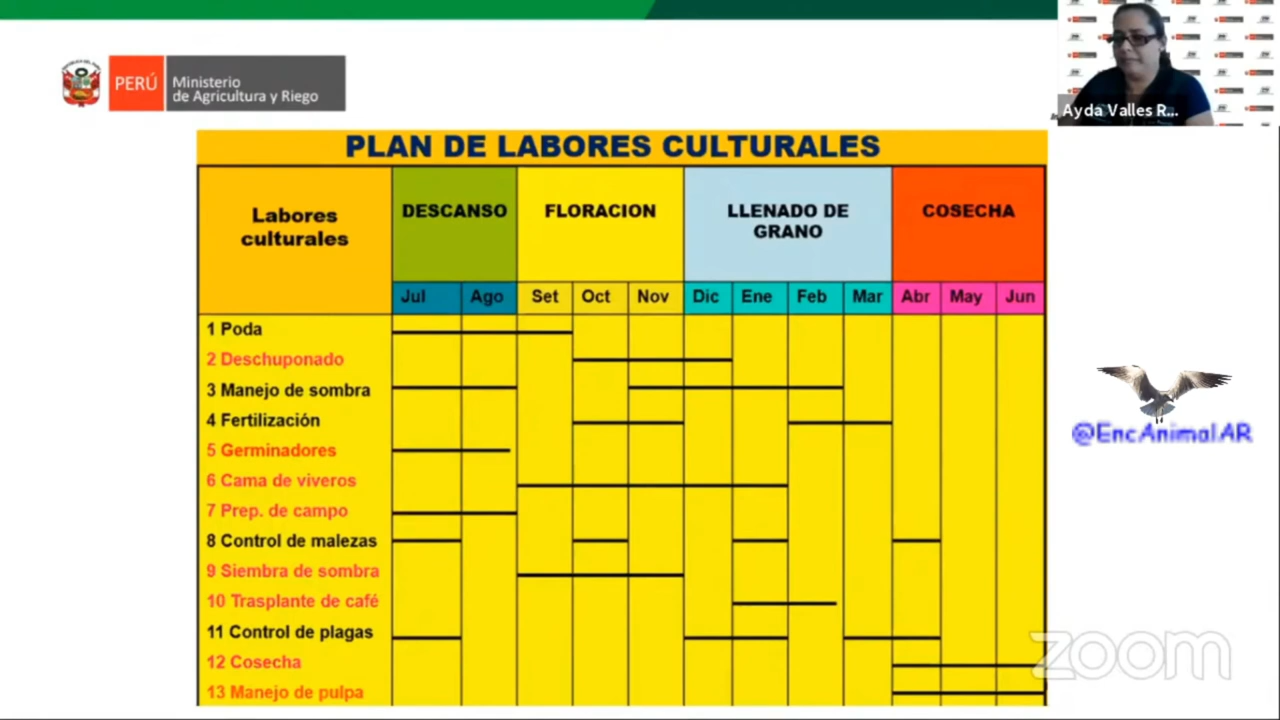 PERÚ
Ministerio
de Agricultura y Riego
Ayda Valles R...
PLAN DE LABORES CULTURALES
Labores
culturales
DESCANSO
FLORACION
LLENADO DE
GRANO
COSECHA
Jul Ago Set Oct Nov Dic Ene Feb Mar Abr May Jun
1 Poda
2 Deschuponado
3 Manejo de sombra
4 Fertilización
5 Germinadores
6 Cama de viveros
7 Prep. de campo
8 Control de malezas
9 Siembra de sombra
10 Trasplante de café
11 Control de plagas
12 Cosecha
13 Manejo de pulpa
@EncAnimalAR
zoom